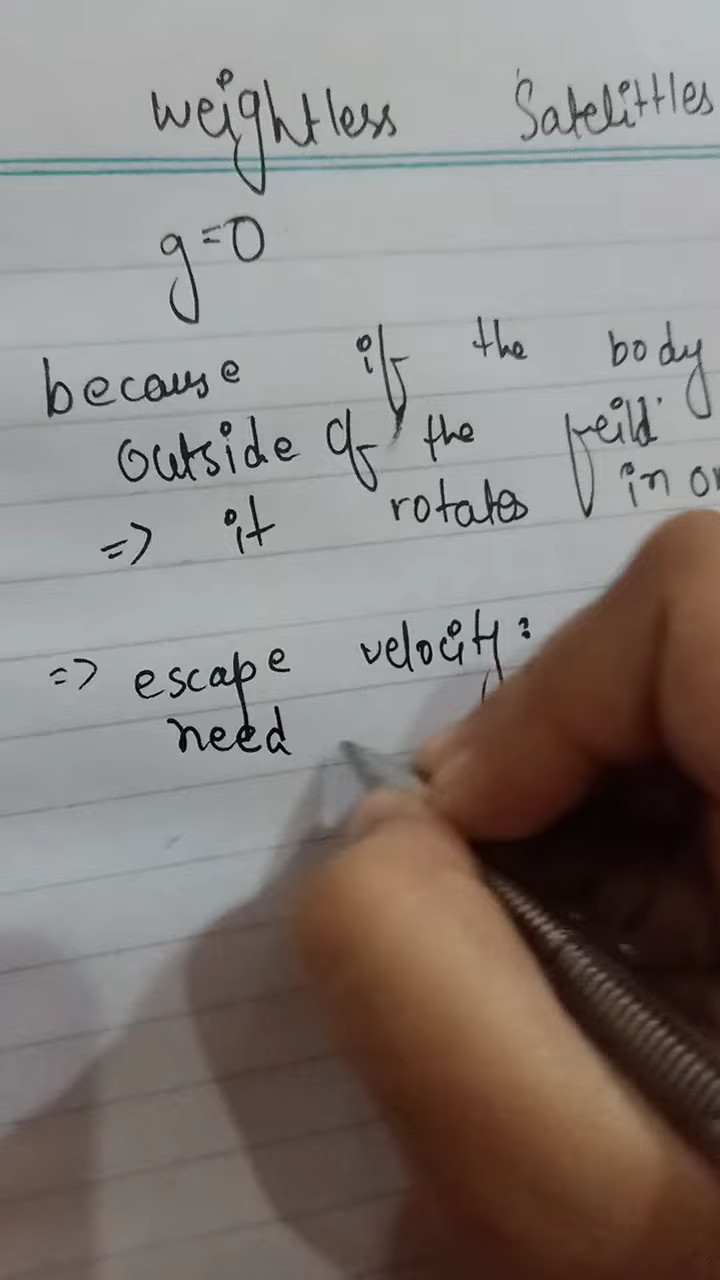 weightless Satelittles
g=0
because if the body
outside of the feild
=> it rotates in
=> escape velocity:
need